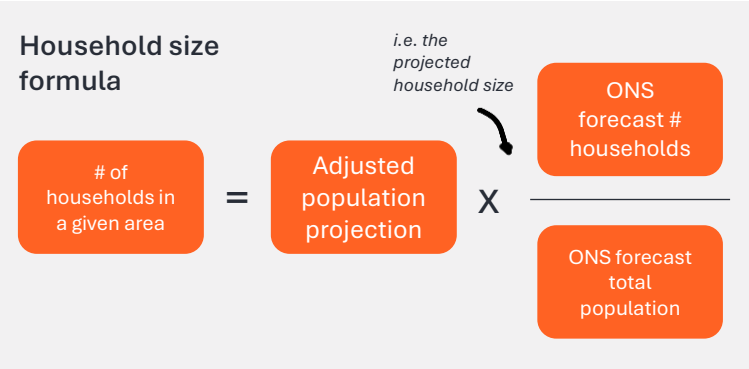 Household size
formula
i.e. the
projected
household size
# of
households in
a given area
=
Adjusted
population
projection
X
ONS
forecast #
households
ONS forecast
total
population